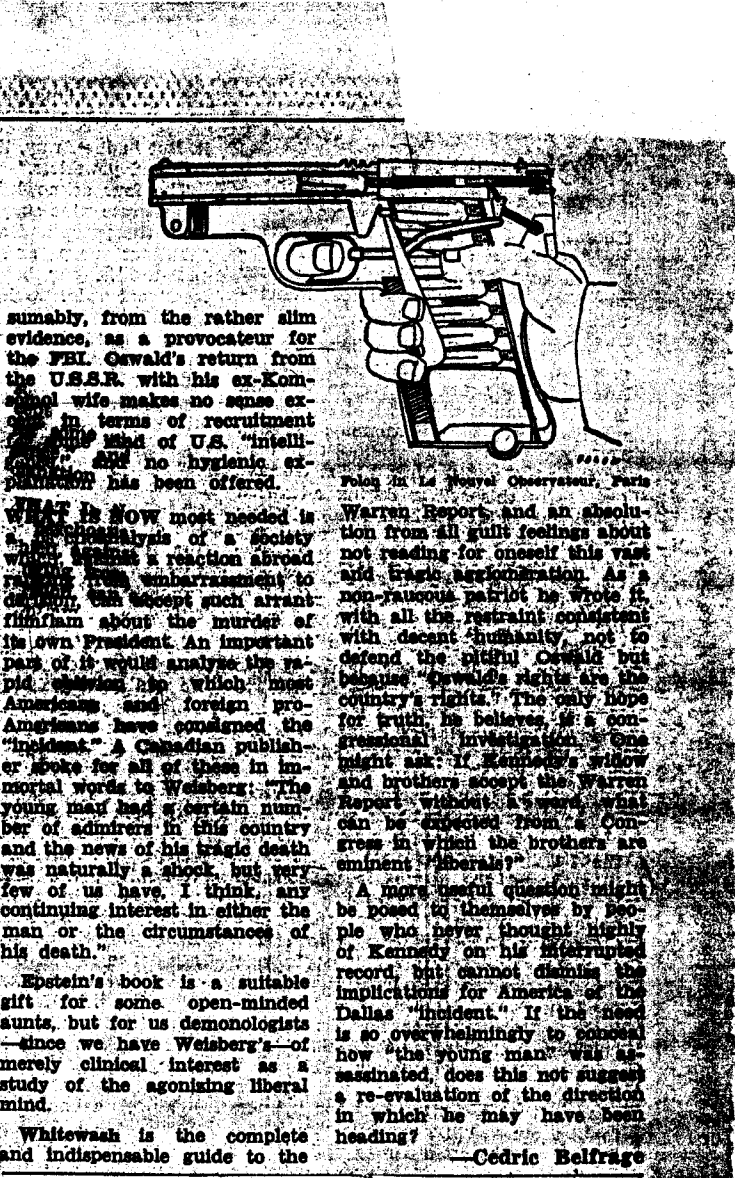 sumably, from the rather slim
evidence, as a provocateur for
the FBI. Oswald's return from
the U.S.S.R. with his ex-Kom-
somol wife makes no sense ex-
in terms of recruitment
kind of U.S. "intelli-
and no hygienic ex-
planation has been offered.
WHAT IS NOW most needed is
a of a society
a reaction abroad
embarrassment to
can accept such arrant
flimflam about the murder of
its own President. An important
part of it would analyze the ra-
pid to which most
Americans and foreign pro-
Americans have consigned the
"incident." A Canadian publish-
er spoke for all of these in im-
mortal words to Weisberg: "The
young man had a certain num-
ber of admirers in this country
and the news of his tragic death
was naturally a shock, but very
few of us have, I think, any
continuing interest in either the
man or the circumstances of
his death."
Epstein's book is a suitable
gift for some open-minded
aunts, but for us demonologists
—since we have Weisberg's—of
merely clinical interest as a
study of the agonizing liberal
mind.
Whitewash is the complete
and indispensable guide to the
Folon in Le Nouvel Observateur, Paris
Warren Report, and an absolu-
tion from all guilt feelings about
not reading for oneself this vast
and tragic agglomeration. As a
non-raucous patriot he wrote it,
with all the restraint consistent
with decent humanity, not to
defend the pitiful Oswald but
because "Oswald's rights are the
country's rights." The only hope
for truth, he believes, is a con-
gressional investigation. One
might ask: If Kennedy's widow
and brothers accept the Warren
Report without a word, what
can be expected from a Con-
gress in which the brothers are
eminent "liberals?"
A more useful question might
be posed to themselves by peo-
ple who never thought highly
of Kennedy on his interrupted
record, but cannot dismiss the
implications for America of the
Dallas "incident." If the need
is so overwhelmingly to conceal
how "the young man" was as-
sassinated, does this not suggest
a re-evaluation of the direction
in which he may have been
heading?
—Cedric Belfrage